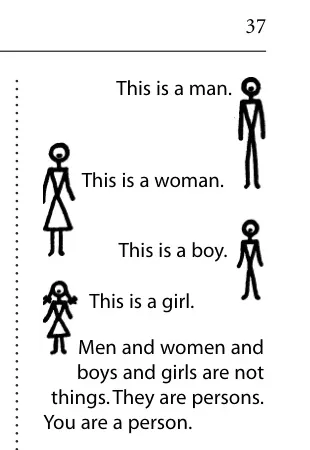 37
This is a man.
This is a woman.
This is a boy.
This is a girl.
Men and women and
boys and girls are not
things. They are persons.
You are a person.